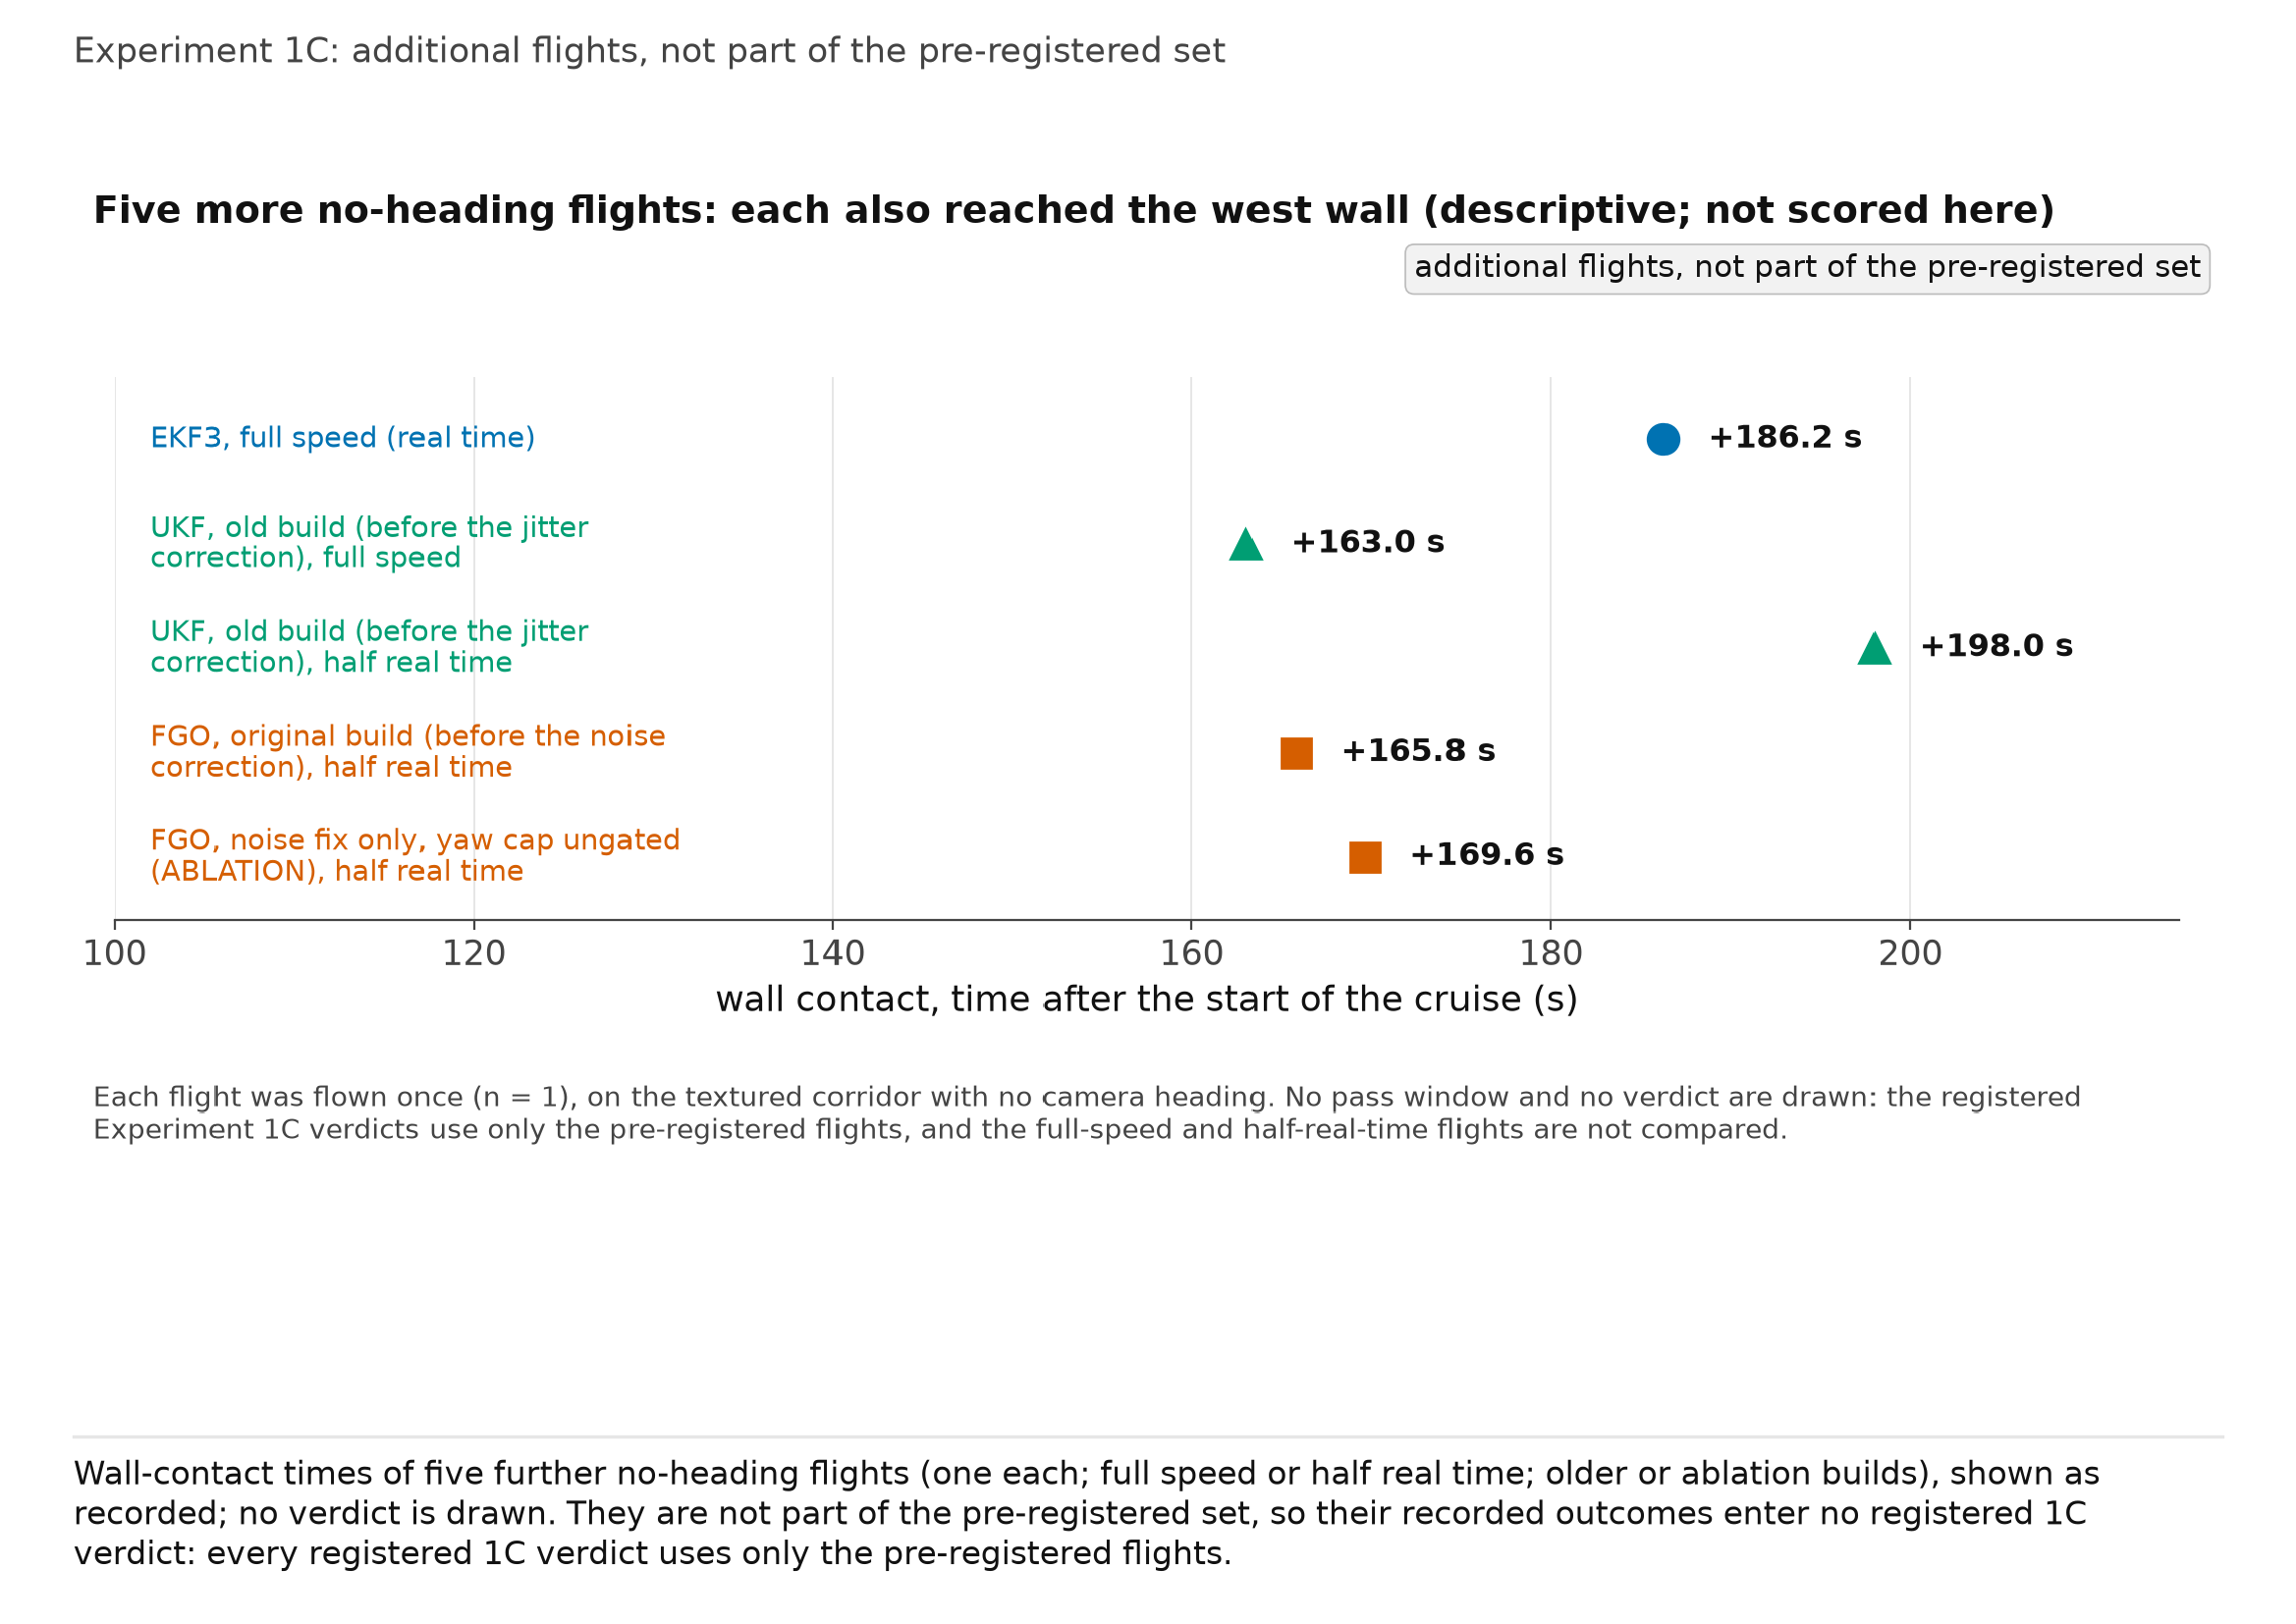 Experiment 1C: additional flights, not part of the pre-registered set
Five more no-heading flights: each also reached the west wall (descriptive; not scored here)
additional flights, not part of the pre-registered set
EKF3, full speed (real time)
+186.2 s
UKF, old build (before the jitter
correction), full speed
+163.0 s
UKF, old build (before the jitter
correction), half real time
+198.0 s
FGO, original build (before the noise
correction), half real time
+165.8 s
FGO, noise fix only, yaw cap ungated
(ABLATION), half real time
+169.6 s
100 120 140 160 180 200
wall contact, time after the start of the cruise (s)
Each flight was flown once (n = 1), on the textured corridor with no camera heading. No pass window and no verdict are drawn: the registered
Experiment 1C verdicts use only the pre-registered flights, and the full-speed and half-real-time flights are not compared.
Wall-contact times of five further no-heading flights (one each; full speed or half real time; older or ablation builds), shown as
recorded; no verdict is drawn. They are not part of the pre-registered set, so their recorded outcomes enter no registered 1C
verdict: every registered 1C verdict uses only the pre-registered flights.